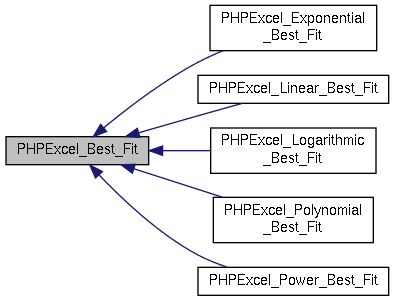 PHPExcel_Exponential
_Best_Fit
PHPExcel_Linear_Best_Fit
PHPExcel_Best_Fit
PHPExcel_Logarithmic
_Best_Fit
PHPExcel_Polynomial
_Best_Fit
PHPExcel_Power_Best_Fit